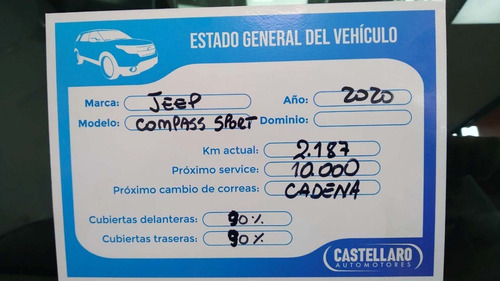 ESTADO GENERAL DEL VEHÍCULO
Marca: JEEP Año: 2020
Modelo: COMPASS SPORT Dominio:
Km actual: 2.187
Próximo service: 10.000
Próximo cambio de correas: CADENA
Cubiertas delanteras: 90%
Cubiertas traseras: 90%
CASTELLARO
AUTOMOTORES